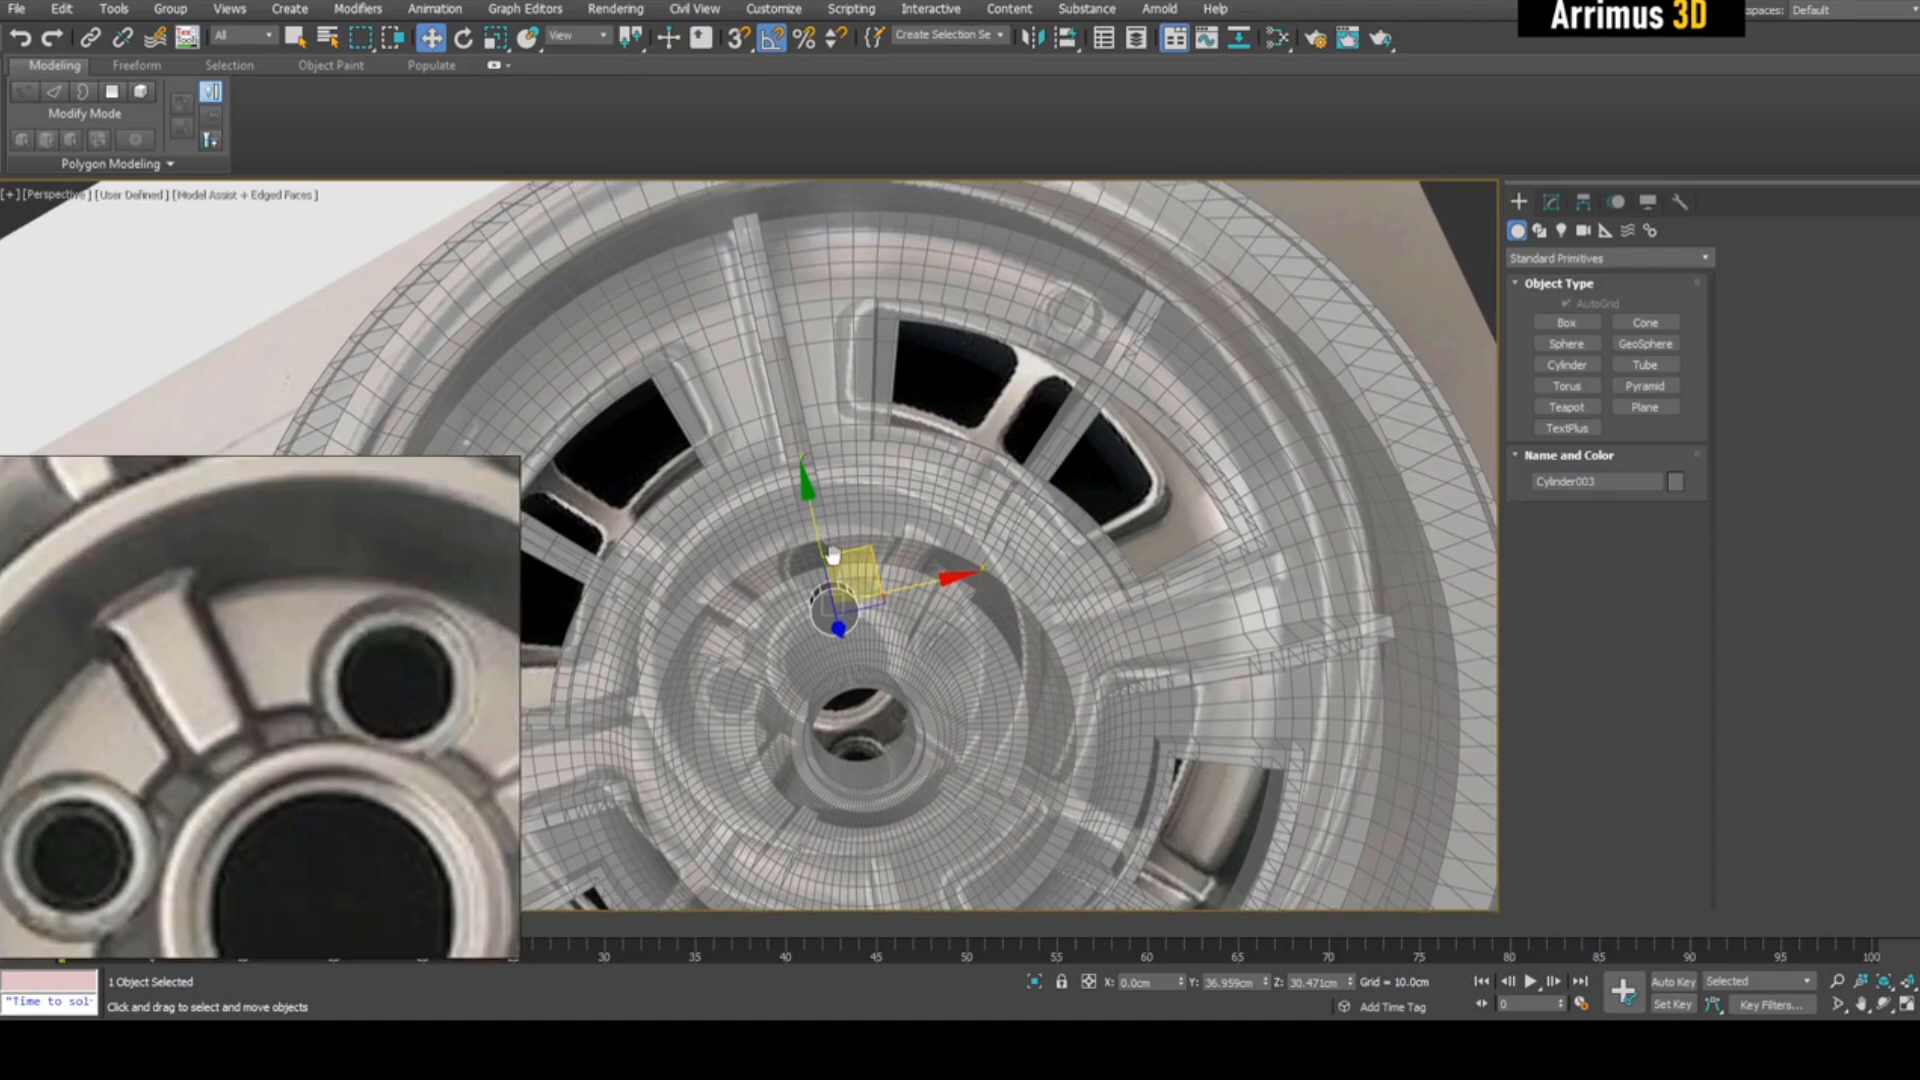 File Edit Tools Group Views Create Modifiers Animation Graph Editors Rendering Civil View Customize Scripting Interactive Content Substance Arnold Help
spaces: Default
Arrimus 3D
All
View
Create Selection Se
Modeling Freeform Selection Object Paint Populate
Modify Mode
Polygon Modeling
[+] [Perspective] [User Defined] [Model Assist + Edged Faces]
Standard Primitives
Object Type
AutoGrid
Box Cone
Sphere GeoSphere
Cylinder Tube
Torus Pyramid
Teapot Plane
TextPlus
Name and Color
Cylinder003
30 35 40 45 50 55 60 65 70 75 80 85 90 95 100
1 Object Selected
X: 0.0cm Y: 36.959cm Z: 30.471cm Grid = 10.0cm
Auto Key Selected
"Time to sol
Click and drag to select and move objects
Add Time Tag
0
Set Key Key Filters...